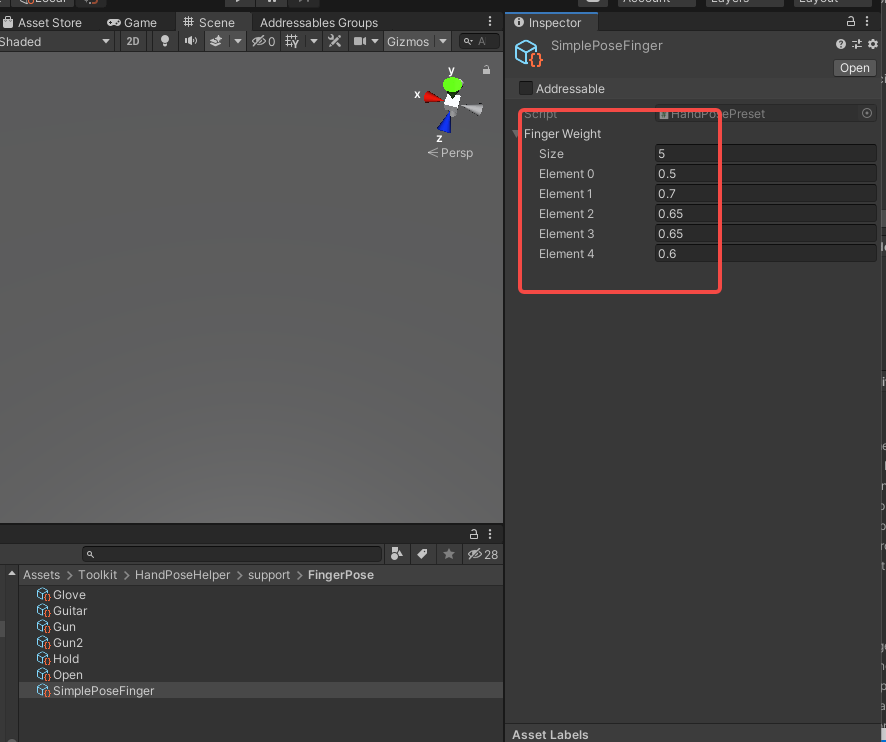 Local
Account
Layers
Layout
Asset Store
Game
Scene
Addressables Groups
Shaded
2D
0
Gizmos
A
y
x
z
Persp
Inspector
SimplePoseFinger
Open
Addressable
Script
HandPosePreset
Finger Weight
Size 5
Element 0 0.5
Element 1 0.7
Element 2 0.65
Element 3 0.65
Element 4 0.6
28
Assets > Toolkit > HandPoseHelper > support > FingerPose
Glove
Guitar
Gun
Gun2
Hold
Open
SimplePoseFinger
Asset Labels